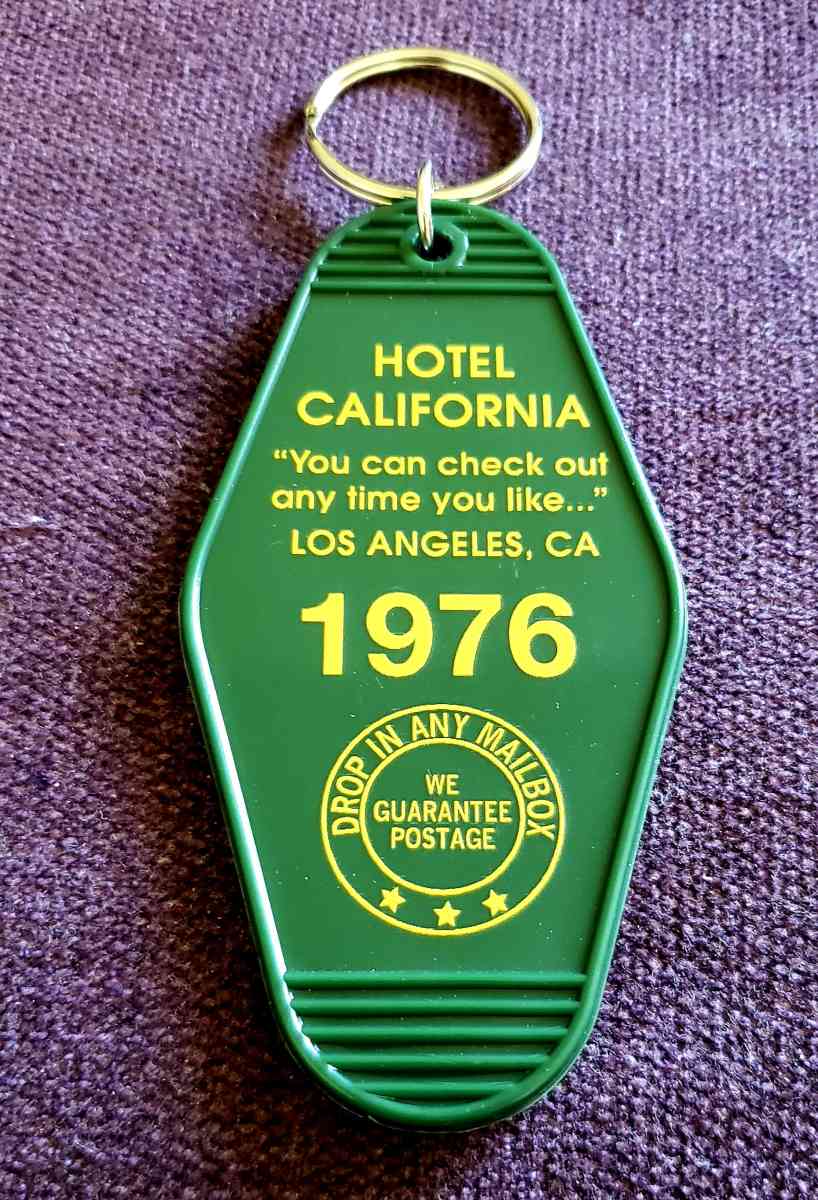 HOTEL
CALIFORNIA
“You can check out
any time you like...”
LOS ANGELES, CA
1976
DROP IN ANY MAILBOX
WE
GUARANTEE
POSTAGE